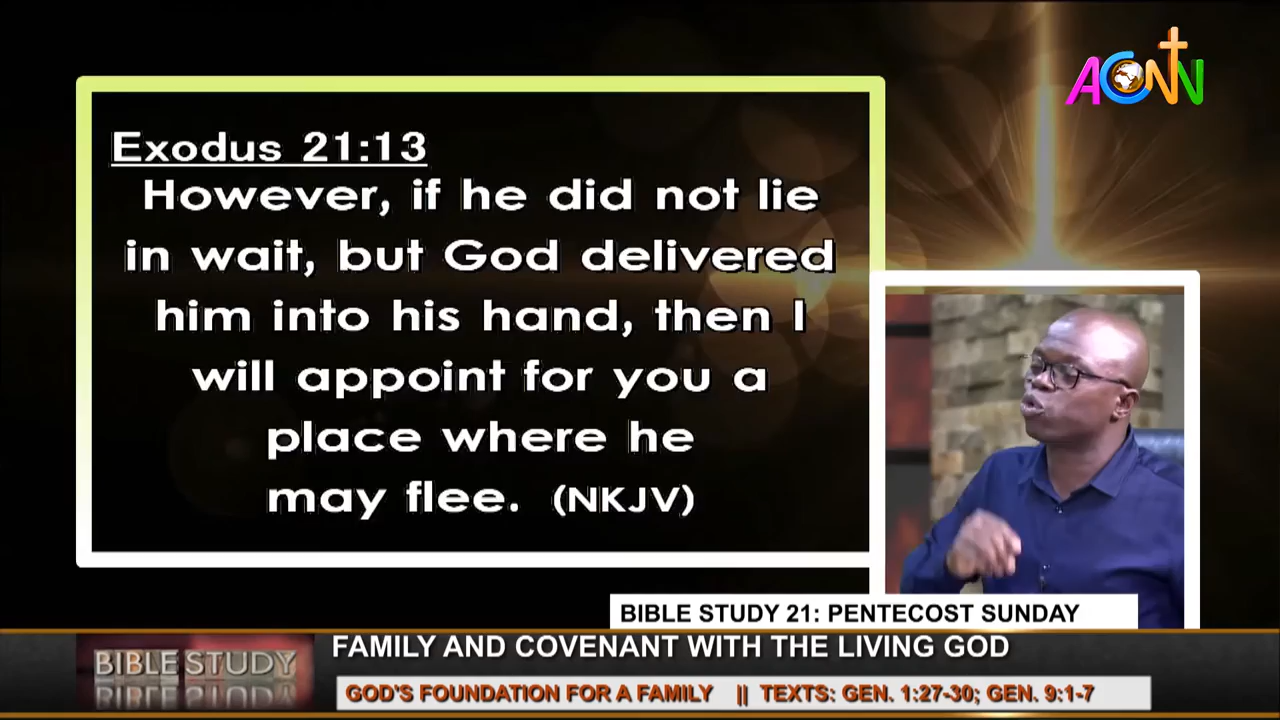 ACNN
Exodus 21:13
However, if he did not lie
in wait, but God delivered
him into his hand, then I
will appoint for you a
place where he
may flee. (NKJV)
BIBLE STUDY 21: PENTECOST SUNDAY
BIBLE STUDY
FAMILY AND COVENANT WITH THE LIVING GOD
GOD'S FOUNDATION FOR A FAMILY || TEXTS: GEN. 1:27-30; GEN. 9:1-7